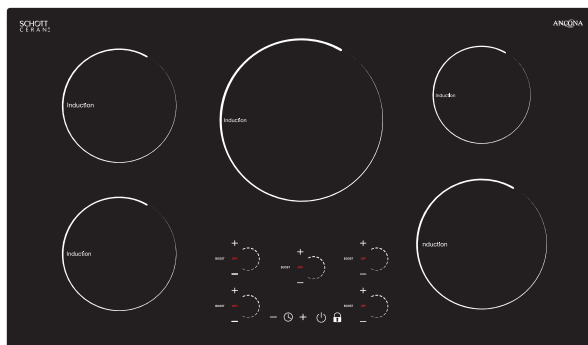 SCHOTT
CERAN
ANCONA
Induction
Induction
Induction
Induction
nduction
BOOST
BOOST
BOOST
BOOST
BOOST